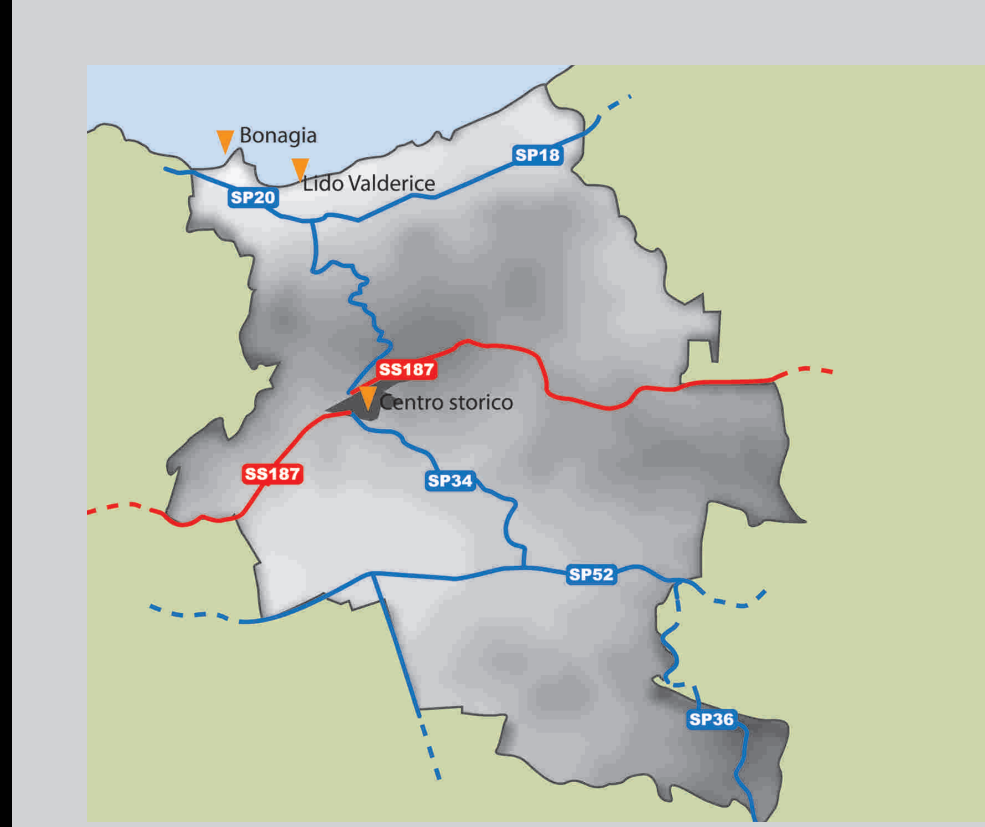 Bonagia
SP18
Lido Valderice
SP20
SS187
Centro storico
SS187
SP34
SP52
SP36